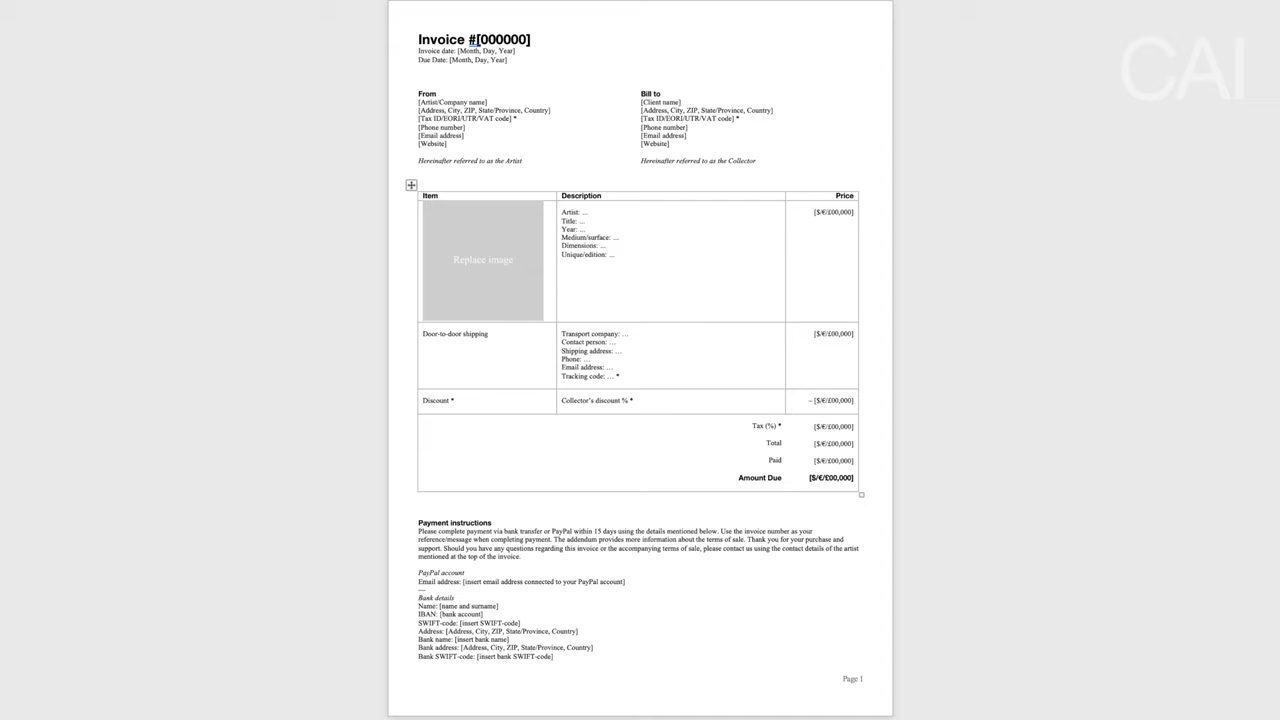 CAI
Invoice #[000000]
Invoice date: [Month, Day, Year]
Due Date: [Month, Day, Year]
From
[Artist/Company name]
[Address, City, ZIP, State/Province, Country]
[Tax ID/EORI/UTR/VAT code] *
[Phone number]
[Email address]
[Website]
Hereinafter referred to as the Artist
Bill to
[Client name]
[Address, City, ZIP, State/Province, Country]
[Tax ID/EORI/UTR/VAT code] *
[Phone number]
[Email address]
[Website]
Hereinafter referred to as the Collector
Item Description Price
Replace image
Artist: ...
Title: ...
Year: ...
Medium/surface: ...
Dimensions: ...
Unique/edition: ...
[$/€/£00,000]
Door-to-door shipping
Transport company: ...
Contact person: ...
Shipping address: ...
Phone: ...
Email address: ...
Tracking code: ... *
[$/€/£00,000]
Discount * Collector's discount % * – [$/€/£00,000]
Tax (%) * [$/€/£00,000]
Total [$/€/£00,000]
Paid [$/€/£00,000]
Amount Due [$/€/£00,000]
Payment instructions
Please complete payment via bank transfer or PayPal within 15 days using the details mentioned below. Use the invoice number as your
reference/message when completing payment. The addendum provides more information about the terms of sale. Thank you for your purchase and
support. Should you have any questions regarding this invoice or the accompanying terms of sale, please contact us using the contact details of the artist
mentioned at the top of the invoice.
PayPal account
Email address: [insert email address connected to your PayPal account]
—
Bank details
Name: [name and surname]
IBAN: [bank account]
SWIFT-code: [insert SWIFT-code]
Address: [Address, City, ZIP, State/Province, Country]
Bank name: [insert bank name]
Bank address: [Address, City, ZIP, State/Province, Country]
Bank SWIFT-code: [insert bank SWIFT-code]
Page 1